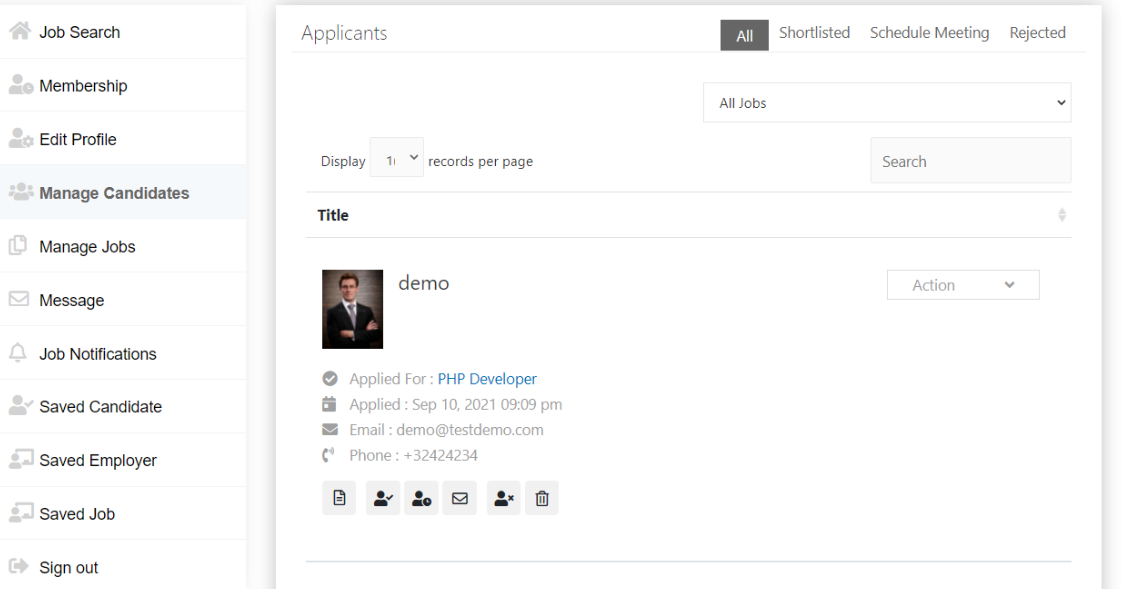 Job Search
Membership
Edit Profile
Manage Candidates
Manage Jobs
Message
Job Notifications
Saved Candidate
Saved Employer
Saved Job
Sign out
Applicants
All Shortlisted Schedule Meeting Rejected
All Jobs
Display records per page
Search
Title
demo
Action
Applied For : PHP Developer
Applied : Sep 10, 2021 09:09 pm
Email : demo@testdemo.com
Phone : +32424234